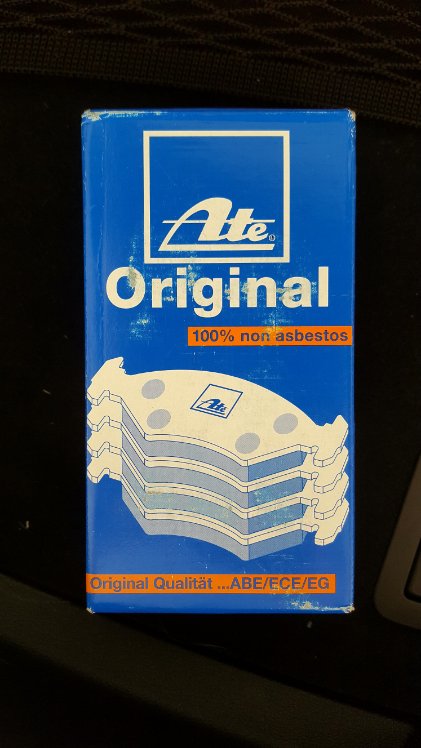 Ate
Original
100% non asbestos
Ate
Original Qualität ...ABE/ECE/EG